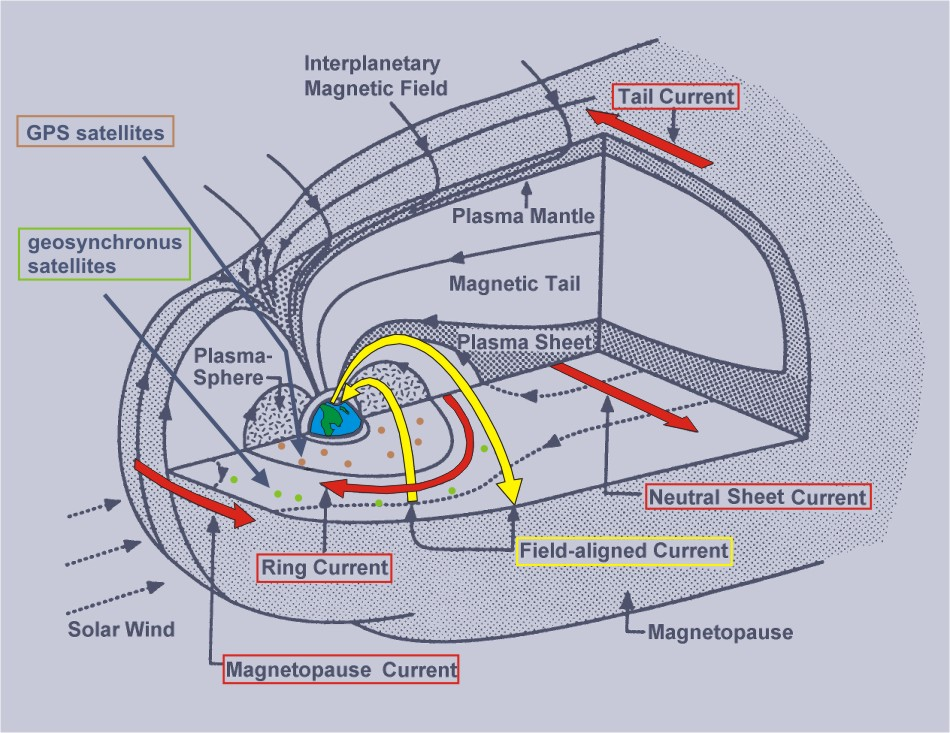 Interplanetary
Magnetic Field
Tail Current
GPS satellites
Plasma Mantle
geosynchronus
satellites
Magnetic Tail
Plasma Sheet
Plasma-
Sphere
Neutral Sheet Current
Field-aligned Current
Ring Current
Solar Wind
Magnetopause
Magnetopause Current